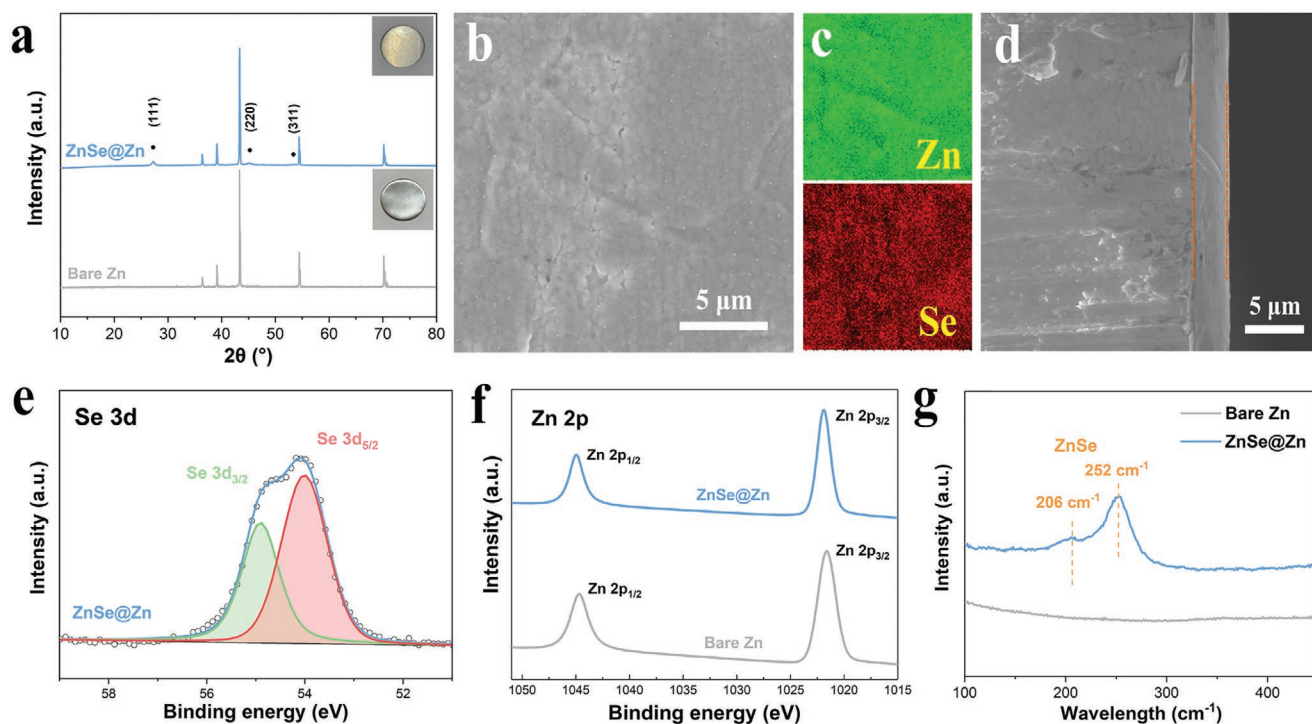 a
Intensity (a.u.)
(111)
(220)
(311)
ZnSe@Zn
Bare Zn
10 20 30 40 50 60 70 80
2θ (°)
b
5 μm
c
Zn
Se
d
5 μm
e
Se 3d
Intensity (a.u.)
Se 3d5/2
Se 3d3/2
ZnSe@Zn
58 56 54 52
Binding energy (eV)
f
Zn 2p
Intensity (a.u.)
Zn 2p3/2
Zn 2p1/2
ZnSe@Zn
Zn 2p3/2
Zn 2p1/2
Bare Zn
1050 1045 1040 1035 1030 1025 1020 1015
Binding energy (eV)
g
Intensity (a.u.)
Bare Zn
ZnSe@Zn
ZnSe
252 cm-1
206 cm-1
100 200 300 400
Wavelength (cm-1)